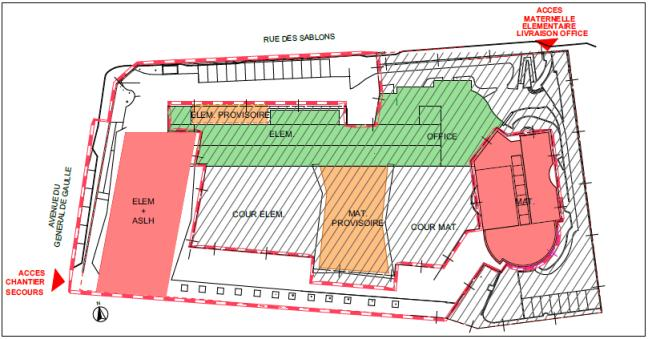 RUE DES SABLONS
ACCES
MATERNELLE
ELEMENTAIRE
LIVRAISON OFFICE
ELEM. PROVISOIRE
ELEM.
OFFICE
AVENUE DU
GENERAL DE GAULLE
ELEM
+
ASLH
COUR ELEM.
MAT.
PROVISOIRE
COUR MAT.
MAT.
ACCES
CHANTIER
SECOURS
N